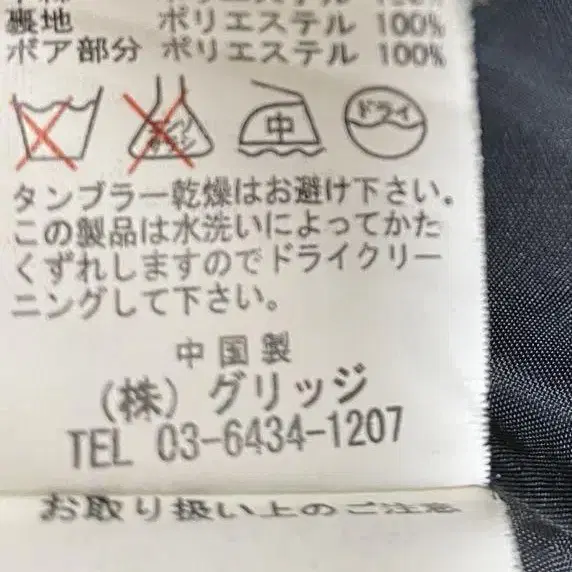 裏地　ポリエステル 100%
ボア部分 ポリエステル 100%
中
ドライ
タンブラー乾燥はお避け下さい。
この製品は水洗いによってかた
くずれしますのでドライクリー
ニングして下さい。
中国製
(株) グリッジ
TEL 03-6434-1207
お取り扱い上のご注意